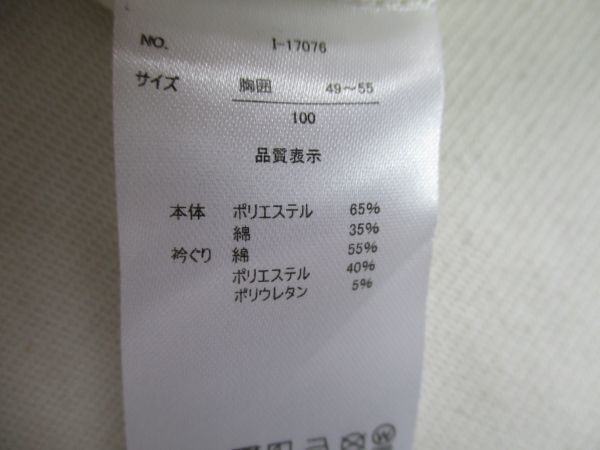 NO. I-17076
サイズ 胸囲 49～55
100
品質表示
本体 ポリエステル 65%
綿 35%
衿ぐり 綿 55%
ポリエステル 40%
ポリウレタン 5%